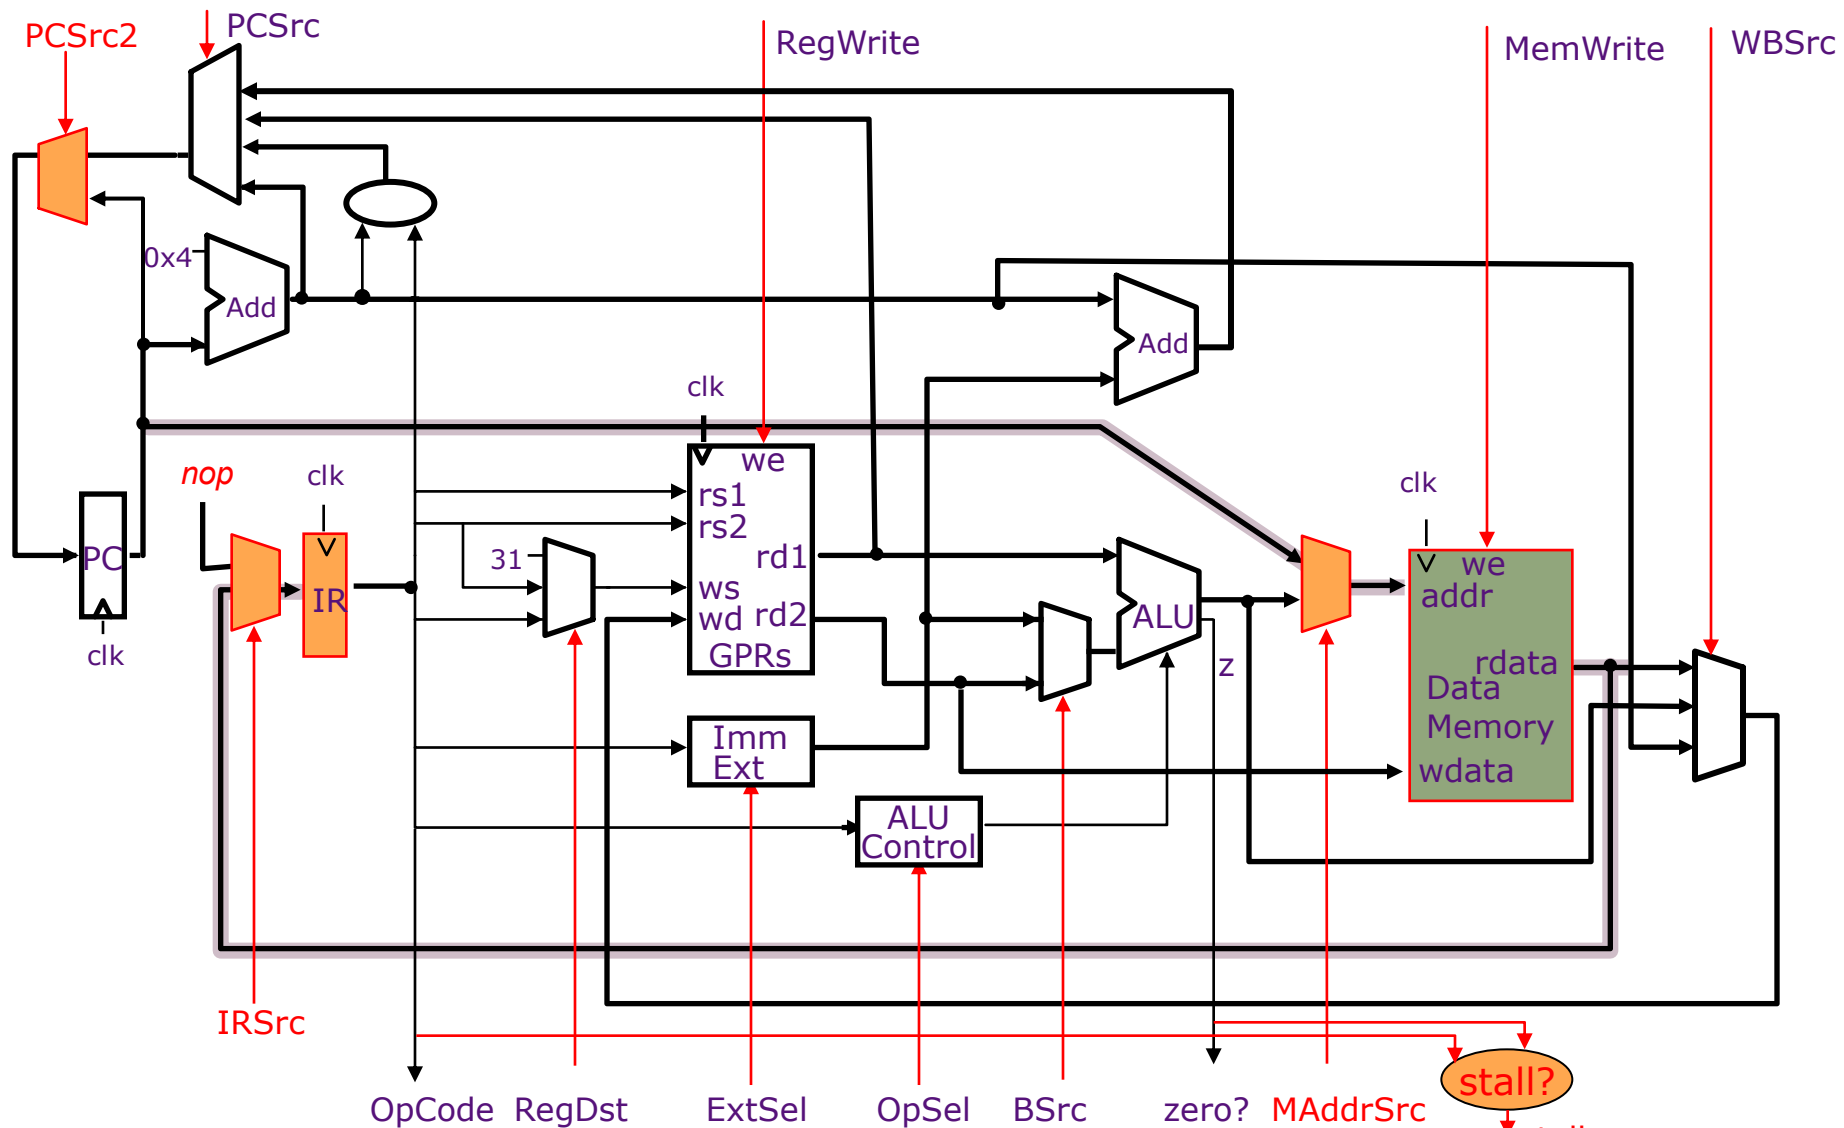 PCSrc2
PCSrc
RegWrite
MemWrite
WBSrc
0x4
Add
Add
clk
nop
clk
clk
we
rs1
rs2
31
rd1
PC
IR
ws
wd rd2
GPRs
ALU
we
addr
clk
z
rdata
Data
Memory
wdata
Imm
Ext
ALU
Control
IRSrc
stall?
OpCode
RegDst
ExtSel
OpSel
BSrc
zero?
MAddrSrc